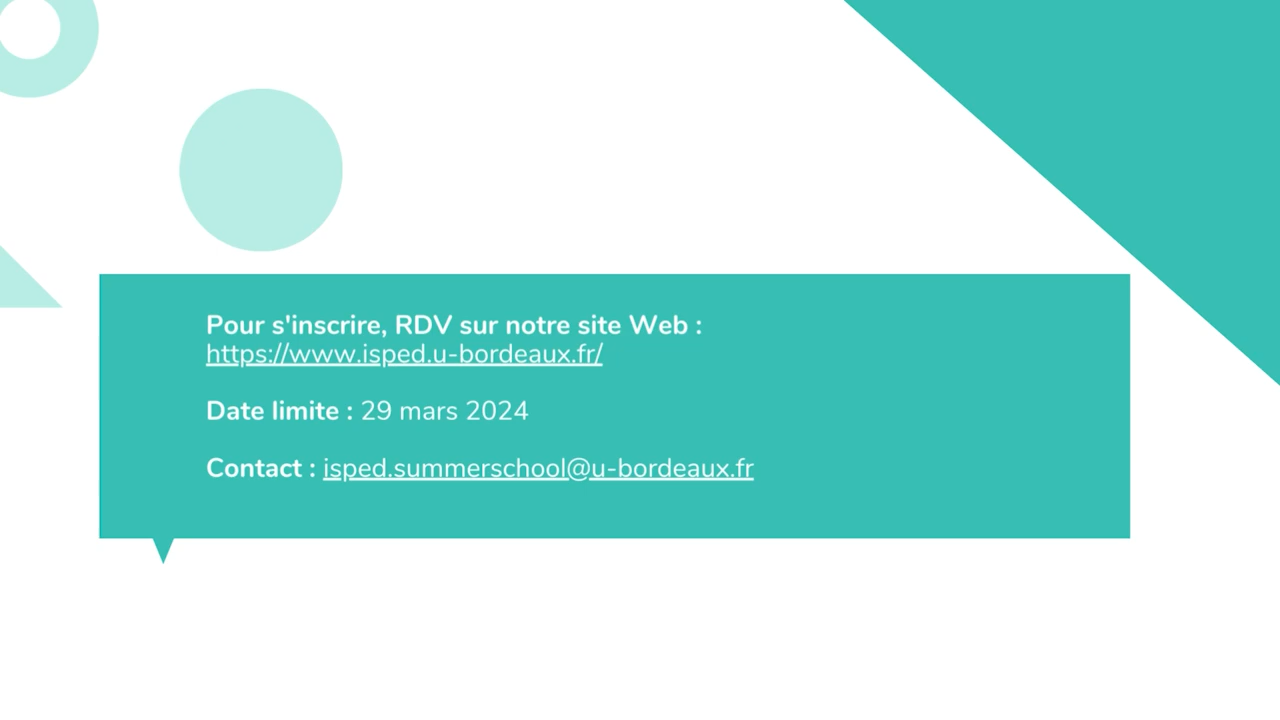 Pour s'inscrire, RDV sur notre site Web :
https://www.isped.u-bordeaux.fr/
Date limite : 29 mars 2024
Contact : isped.summerschool@u-bordeaux.fr